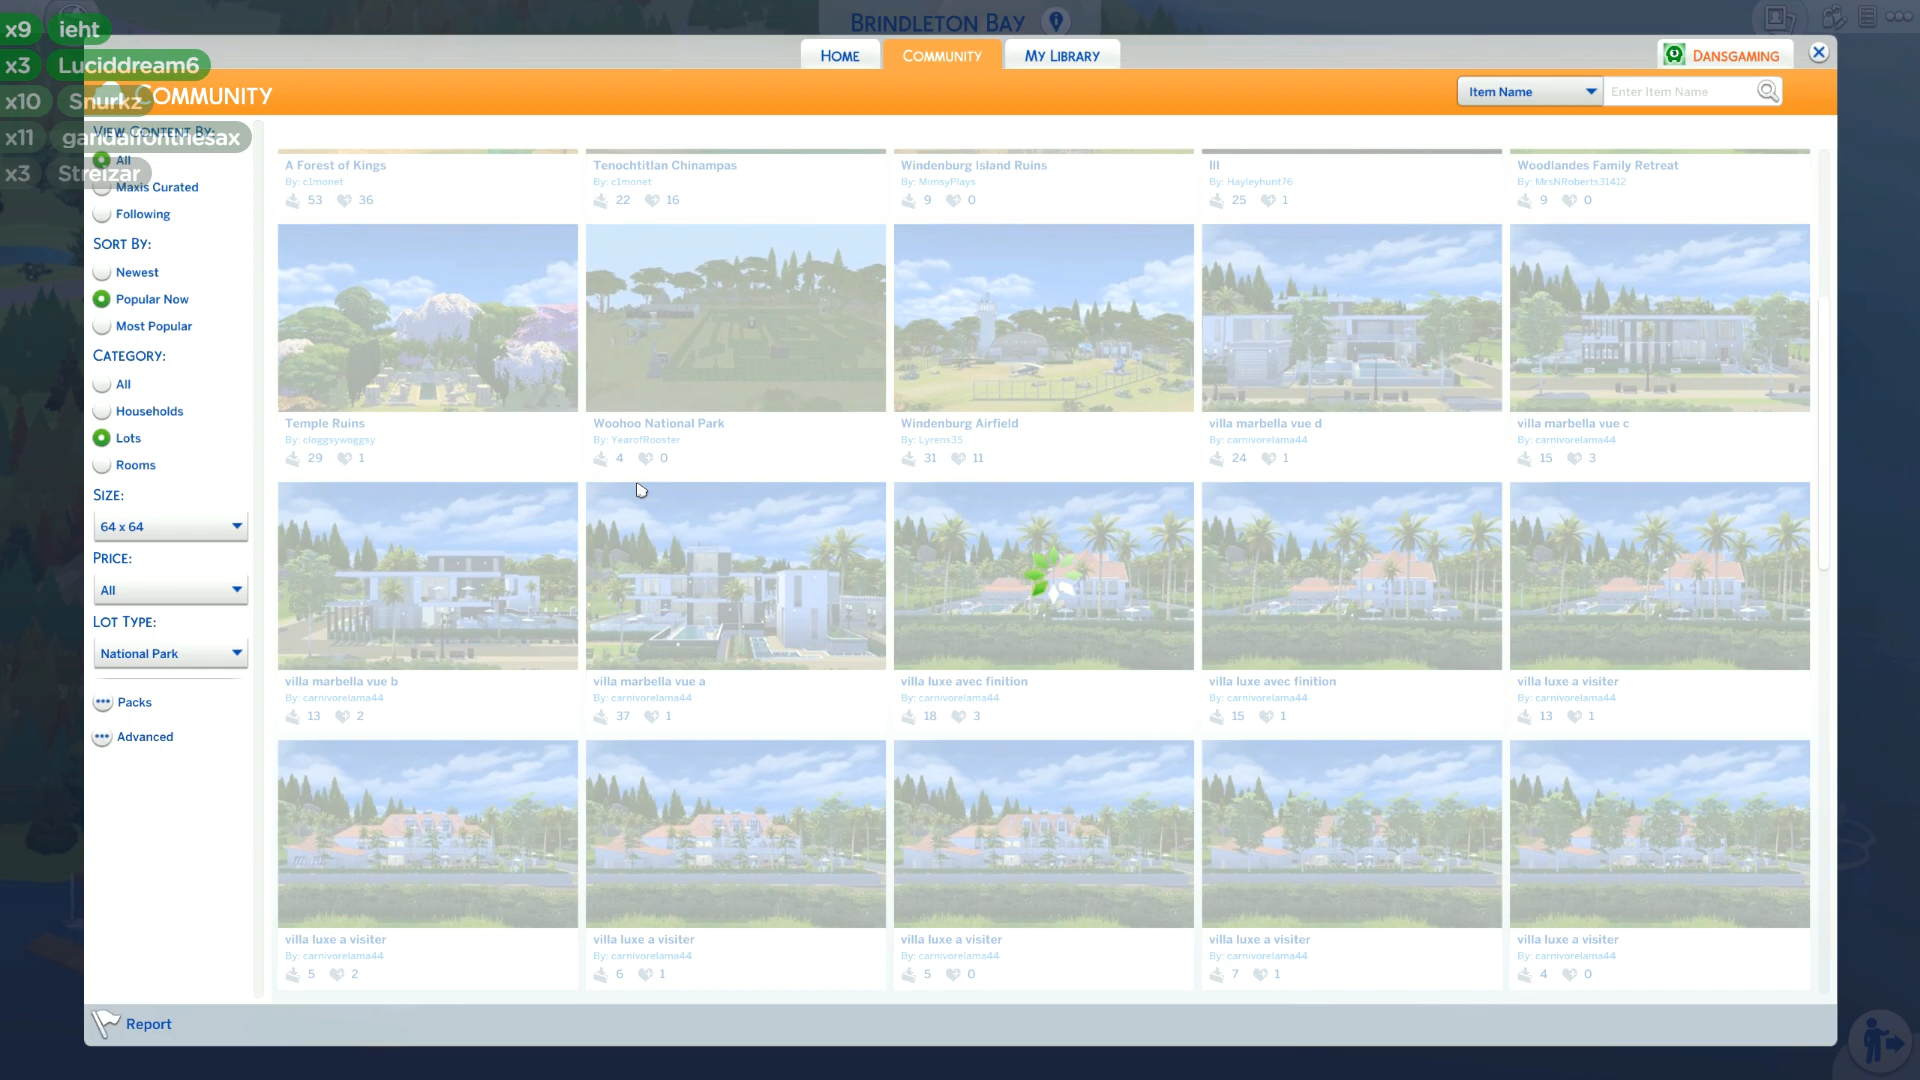 BRINDLETON BAY
x9 ieht
x3 Luciddream6
x10 Snurkz
x11 gandalfontriesax
x3 Streizar
HOME
COMMUNITY
MY LIBRARY
DANSGAMING
COMMUNITY
Item Name
Enter Item Name
VIEW CONTENT BY:
All
Maxis Curated
Following
SORT BY:
Newest
Popular Now
Most Popular
CATEGORY:
All
Households
Lots
Rooms
SIZE:
64 x 64
PRICE:
All
LOT TYPE:
National Park
Packs
Advanced
A Forest of Kings
By: c1monet
53 36
Tenochtitlan Chinampas
By: c1monet
22 16
Windenburg Island Ruins
By: MimsyPlays
9 0
III
By: Hayleyhunt76
25 1
Woodlandes Family Retreat
By: MrsNRoberts31412
9 0
Temple Ruins
By: cloggsywoggsy
29 1
Woohoo National Park
By: YearofRooster
4 0
Windenburg Airfield
By: Lyrens35
31 11
villa marbella vue d
By: carnivorelama44
24 1
villa marbella vue c
By: carnivorelama44
15 3
villa marbella vue b
By: carnivorelama44
13 2
villa marbella vue a
By: carnivorelama44
37 1
villa luxe avec finition
By: carnivorelama44
18 3
villa luxe avec finition
By: carnivorelama44
15 1
villa luxe a visiter
By: carnivorelama44
13 1
villa luxe a visiter
By: carnivorelama44
5 2
villa luxe a visiter
By: carnivorelama44
6 1
villa luxe a visiter
By: carnivorelama44
5 0
villa luxe a visiter
By: carnivorelama44
7 1
villa luxe a visiter
By: carnivorelama44
4 0
Report